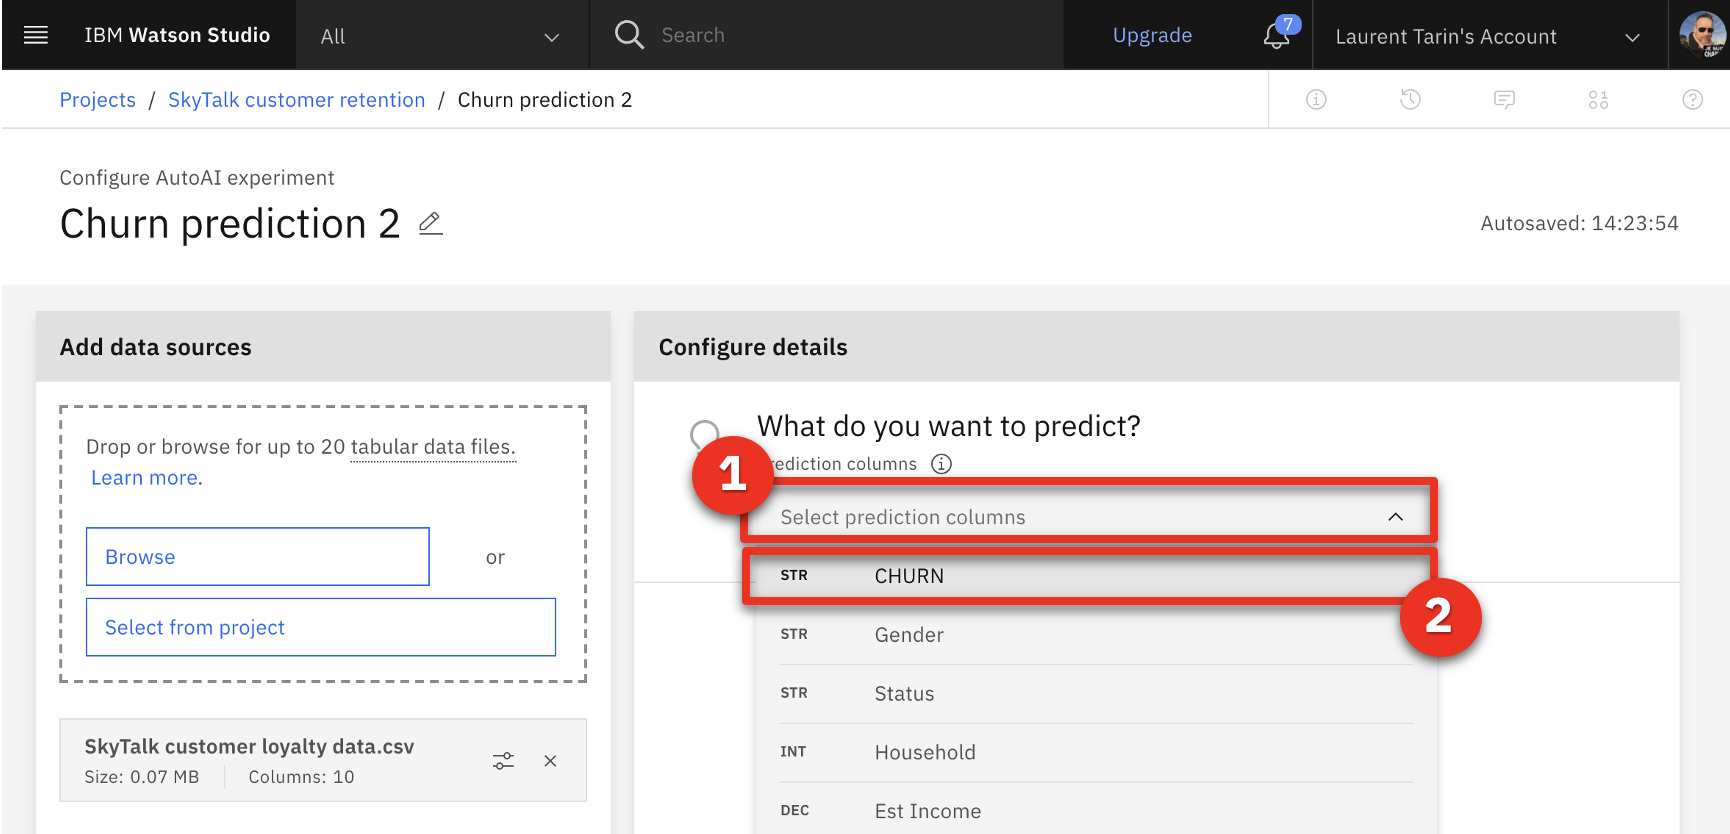 IBM Watson Studio
All
Search
Upgrade
7
Laurent Tarin's Account
Projects / SkyTalk customer retention / Churn prediction 2
Configure AutoAI experiment
Churn prediction 2
Autosaved: 14:23:54
Add data sources
Drop or browse for up to 20 tabular data files.
Learn more.
Browse
or
Select from project
SkyTalk customer loyalty data.csv
Size: 0.07 MB
Columns: 10
Configure details
What do you want to predict?
rediction columns
1
Select prediction columns
STR CHURN
2
STR Gender
STR Status
INT Household
DEC Est Income